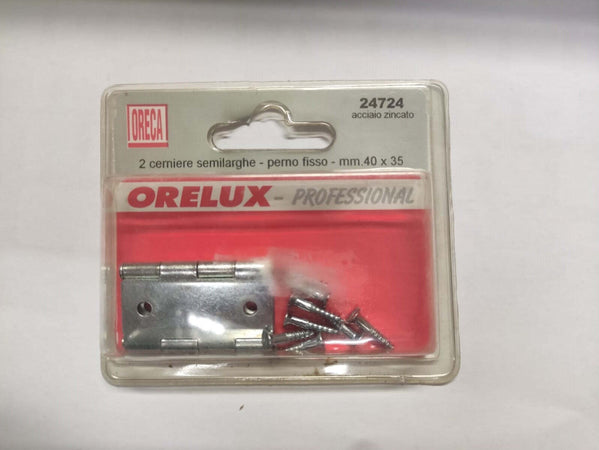 ORECA
24724
acciaio zincato
2 cerniere semilarghe - perno fisso - mm.40 x 35
ORELUX - PROFESSIONAL